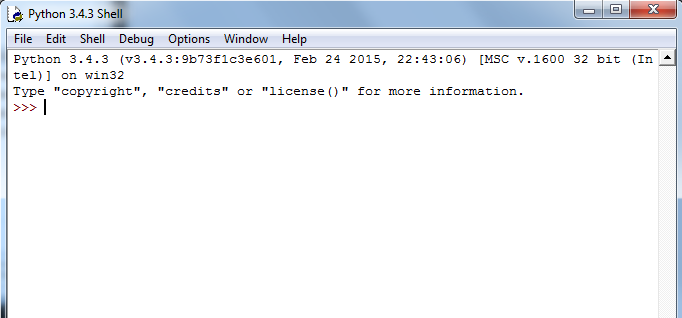 Python 3.4.3 Shell
File Edit Shell Debug Options Window Help
Python 3.4.3 (v3.4.3:9b73f1c3e601, Feb 24 2015, 22:43:06) [MSC v.1600 32 bit (In
tel)] on win32
Type "copyright", "credits" or "license()" for more information.
>>>